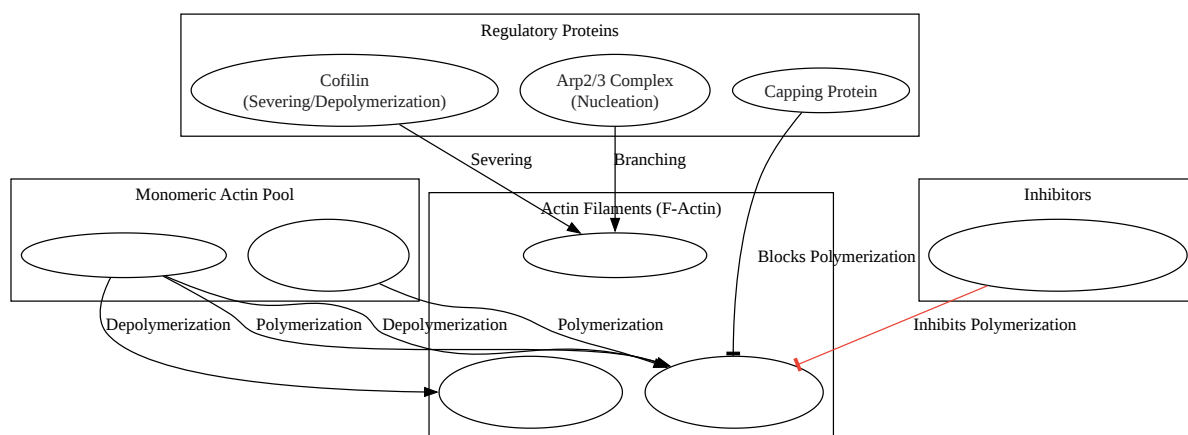 Regulatory Proteins
Cofilin
(Severing/Depolymerization)
Arp2/3 Complex
(Nucleation)
Capping Protein
Severing
Branching
Monomeric Actin Pool
Actin Filaments (F-Actin)
Inhibitors
Blocks Polymerization
Depolymerization
Polymerization
Depolymerization
Polymerization
Inhibits Polymerization